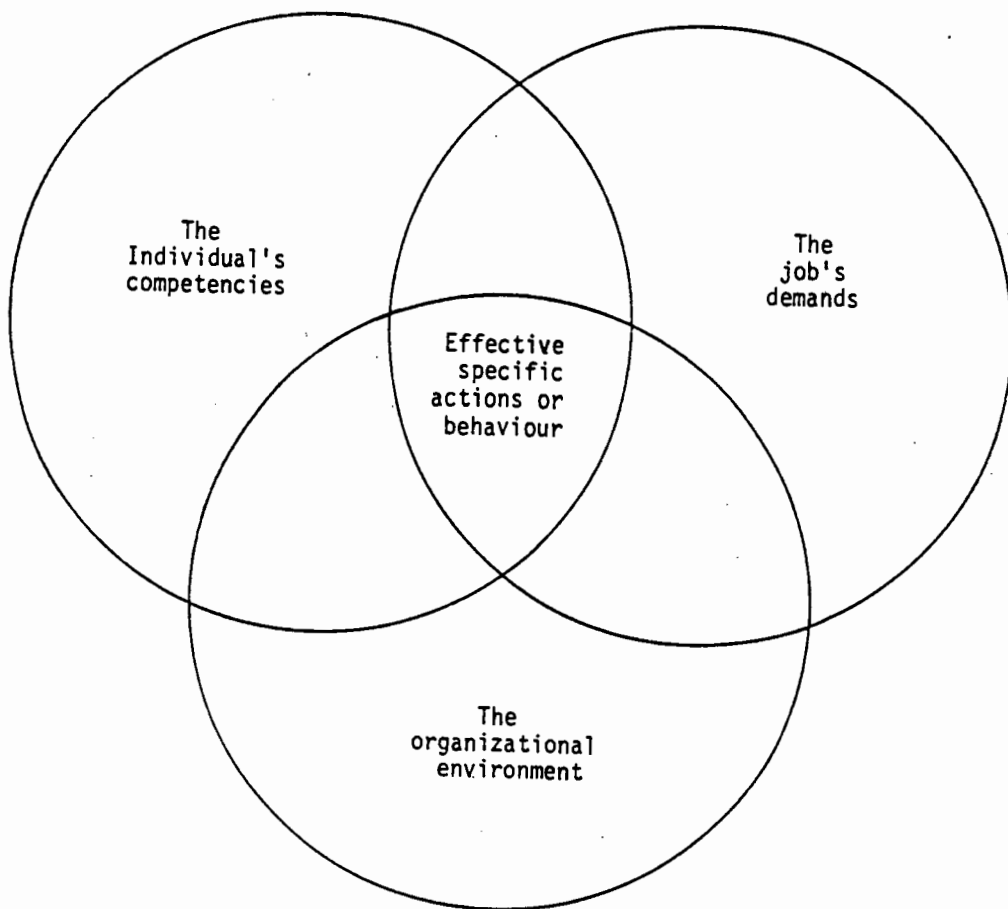 The
Individual's
competencies
The
job's
demands
Effective
specific
actions or
behaviour
The
organizational
environment